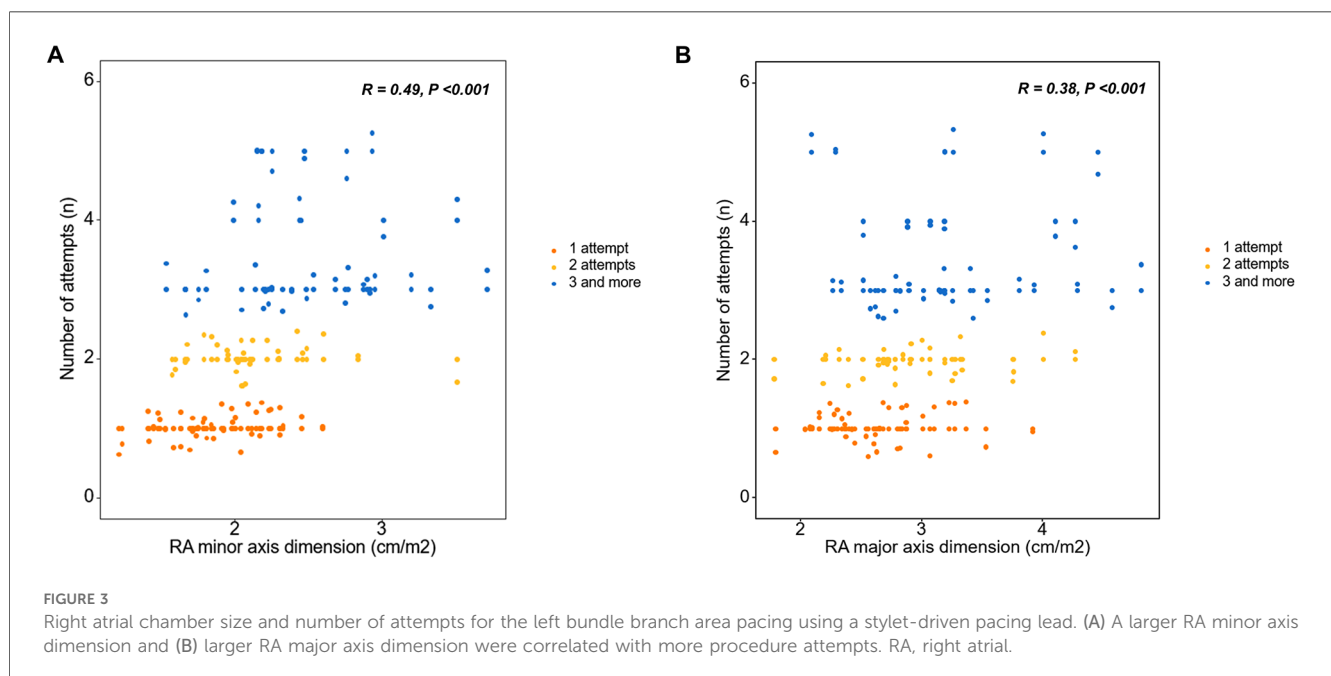 A
R = 0.49, P <0.001
6
4
2
0
Number of attempts (n)
2
3
RA minor axis dimension (cm/m2)
1 attempt
2 attempts
3 and more
B
R = 0.38, P <0.001
6
4
2
0
Number of attempts (n)
2
3
4
RA major axis dimension (cm/m2)
1 attempt
2 attempts
3 and more
FIGURE 3
Right atrial chamber size and number of attempts for the left bundle branch area pacing using a stylet-driven pacing lead. (A) A larger RA minor axis
dimension and (B) larger RA major axis dimension were correlated with more procedure attempts. RA, right atrial.